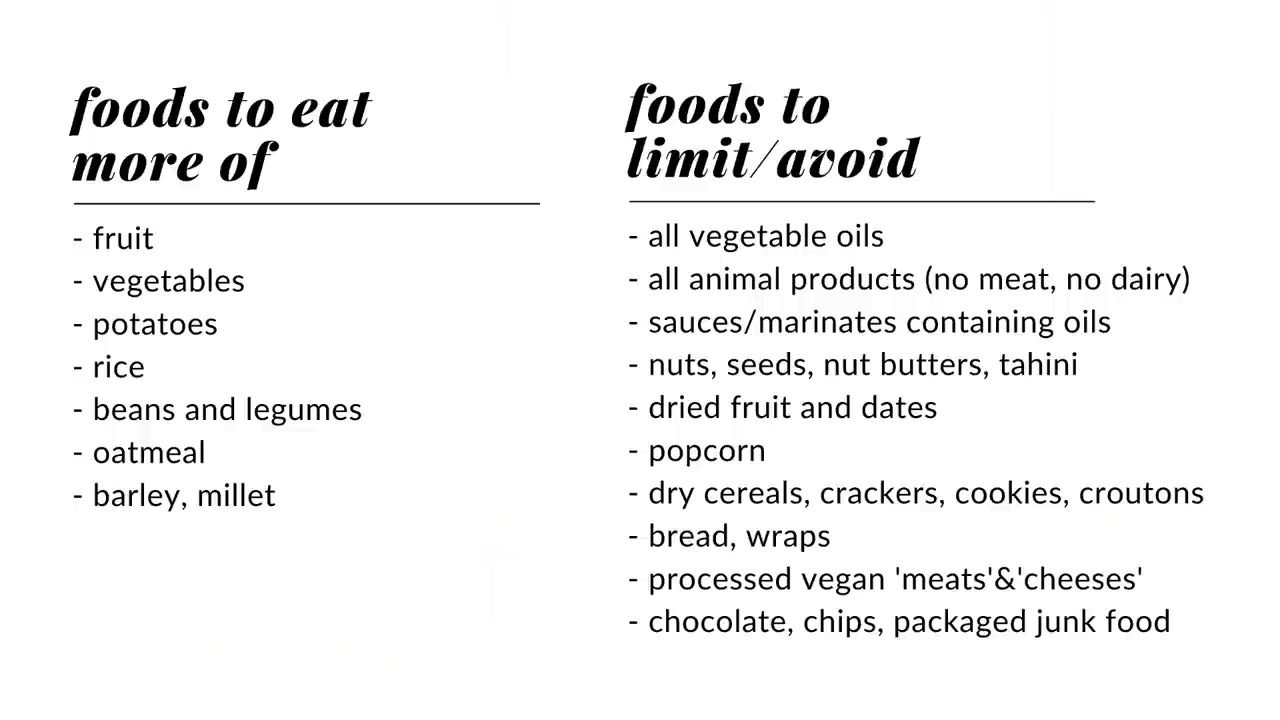 foods to eat
more of
- fruit
- vegetables
- potatoes
- rice
- beans and legumes
- oatmeal
- barley, millet
foods to
limit/avoid
- all vegetable oils
- all animal products (no meat, no dairy)
- sauces/marinates containing oils
- nuts, seeds, nut butters, tahini
- dried fruit and dates
- popcorn
- dry cereals, crackers, cookies, croutons
- bread, wraps
- processed vegan 'meats'&'cheeses'
- chocolate, chips, packaged junk food